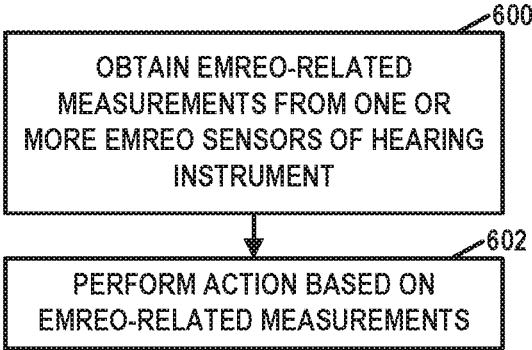 600
OBTAIN EMREO-RELATED
MEASUREMENTS FROM ONE OR
MORE EMREO SENSORS OF HEARING
INSTRUMENT
602
PERFORM ACTION BASED ON
EMREO-RELATED MEASUREMENTS